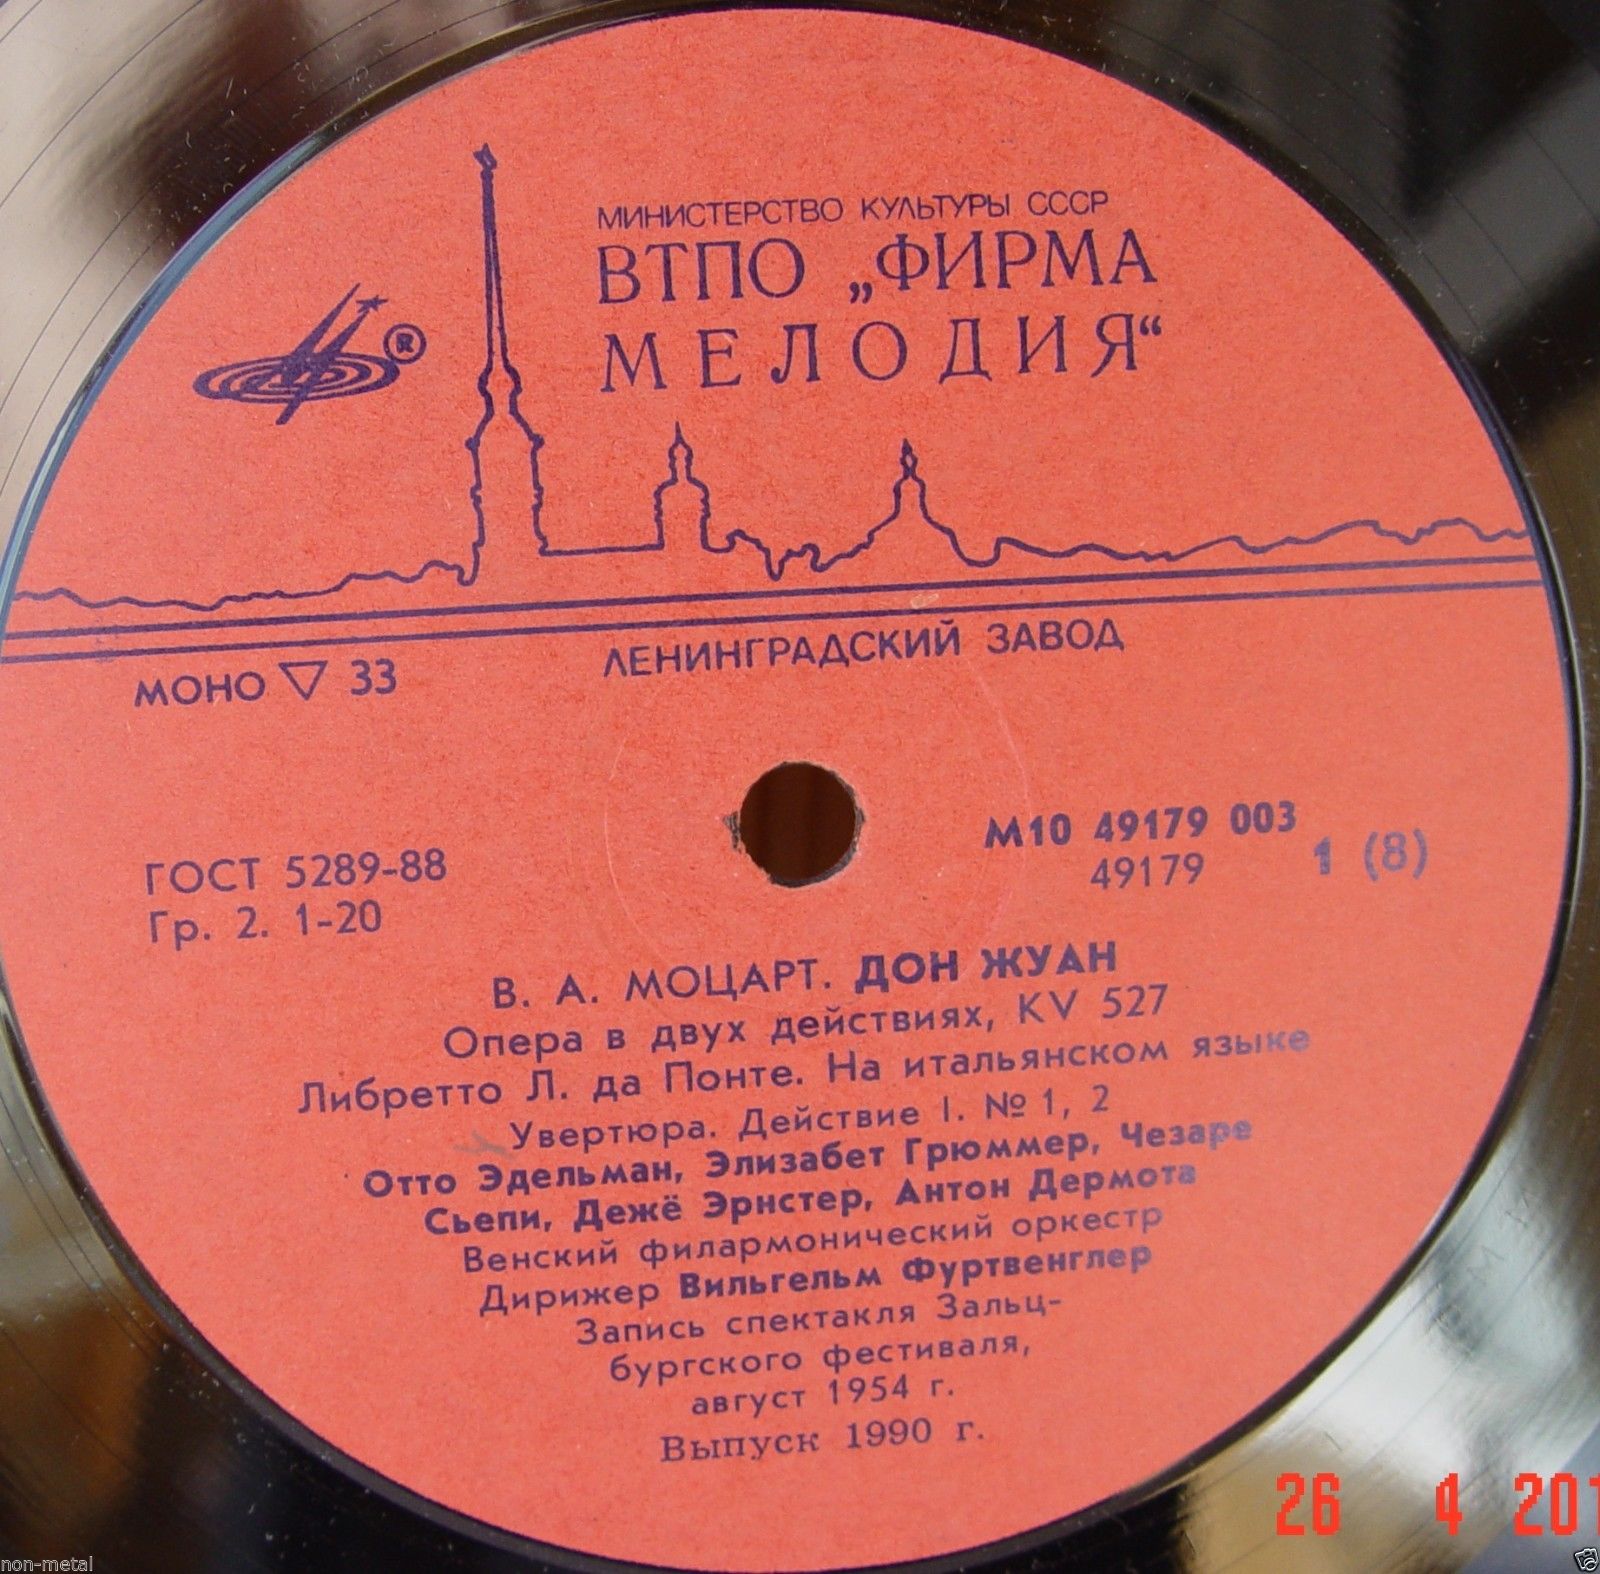 МИНИСТЕРСТВО КУЛЬТУРЫ СССР
ВТПО „ФИРМА
МЕЛОДИЯ“
®
ЛЕНИНГРАДСКИЙ ЗАВОД
МОНО ▽ 33
М10 49179 003
49179
1 (8)
ГОСТ 5289-88
Гр. 2. 1-20
В. А. МОЦАРТ. ДОН ЖУАН
Опера в двух действиях, KV 527
Либретто Л. да Понте. На итальянском языке
Увертюра. Действие I. № 1, 2
Отто Эдельман, Элизабет Грюммер, Чезаре
Сьепи, Дежё Эрнстер, Антон Дермота
Венский филармонический оркестр
Дирижер Вильгельм Фуртвенглер
Запись спектакля Зальц-
бургского фестиваля,
август 1954 г.
Выпуск 1990 г.
26 4 201
non-metal